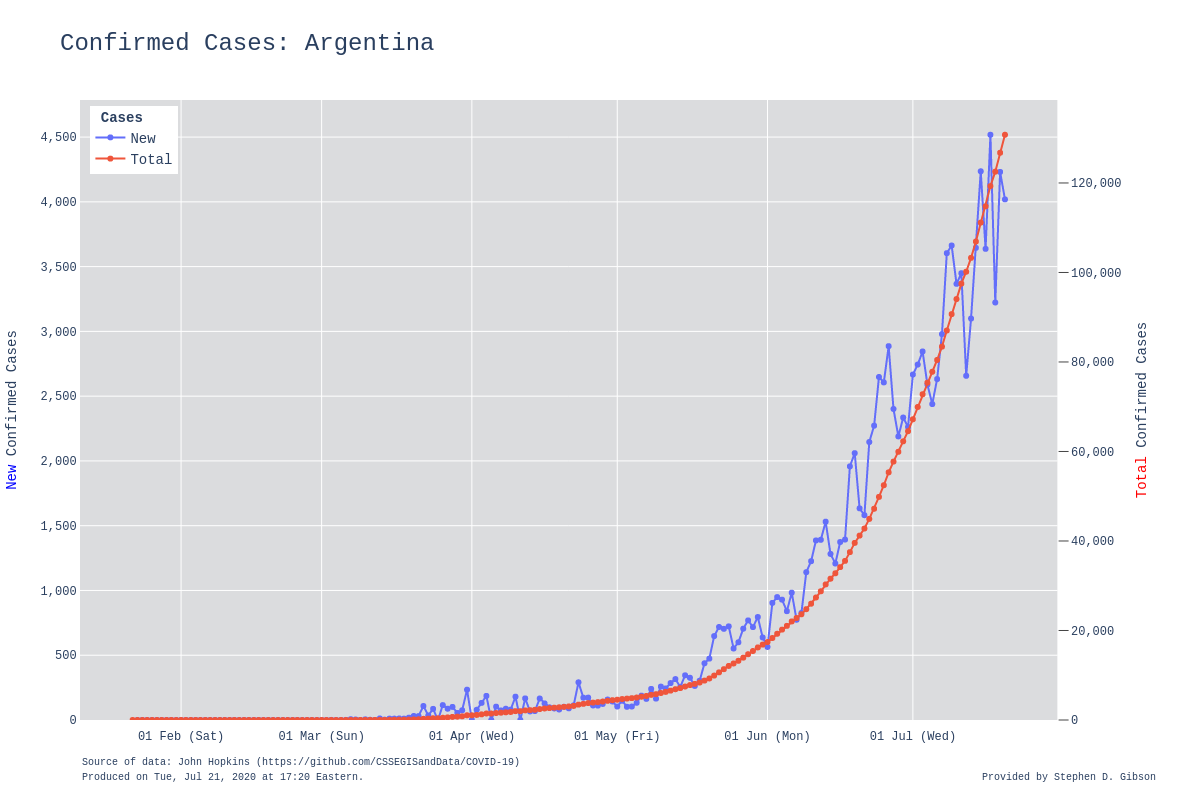 Confirmed Cases: Argentina
Cases
New
Total
4,500
4,000
3,500
3,000
2,500
2,000
1,500
1,000
500
0
New Confirmed Cases
120,000
100,000
80,000
60,000
40,000
20,000
0
Total Confirmed Cases
01 Feb (Sat)
01 Mar (Sun)
01 Apr (Wed)
01 May (Fri)
01 Jun (Mon)
01 Jul (Wed)
Source of data: John Hopkins (https://github.com/CSSEGISandData/COVID-19)
Produced on Tue, Jul 21, 2020 at 17:20 Eastern.
Provided by Stephen D. Gibson